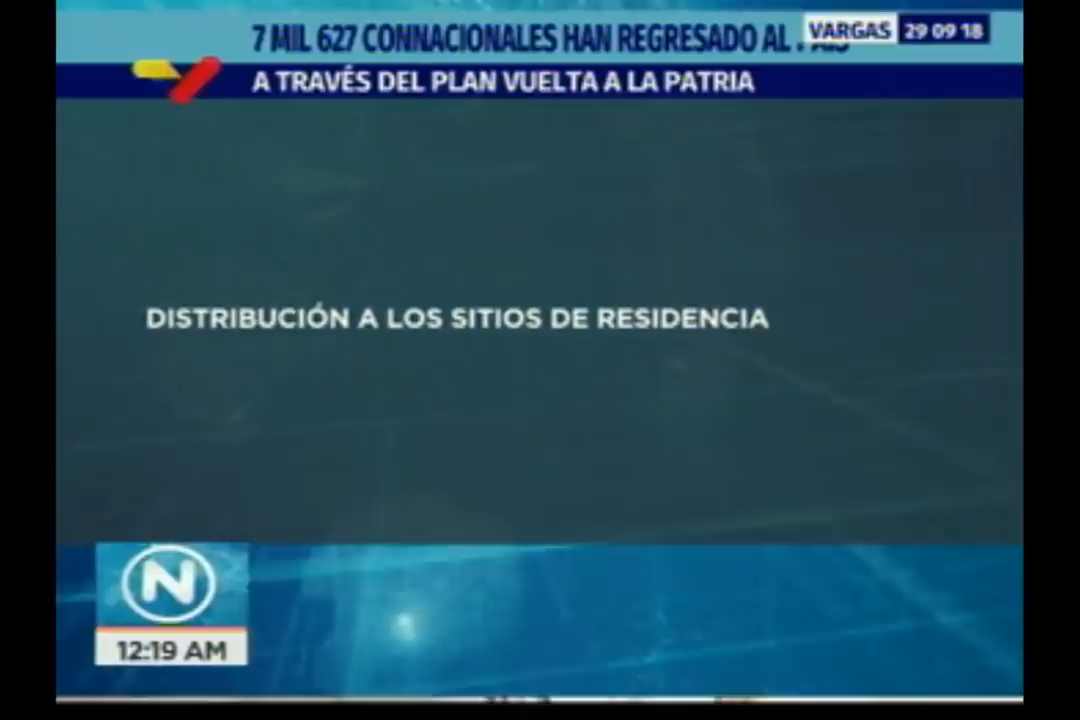 7 MIL 627 CONNACIONALES HAN REGRESADO AL
VARGAS 29 09 18
A TRAVÉS DEL PLAN VUELTA A LA PATRIA
DISTRIBUCIÓN A LOS SITIOS DE RESIDENCIA
N
12:19 AM